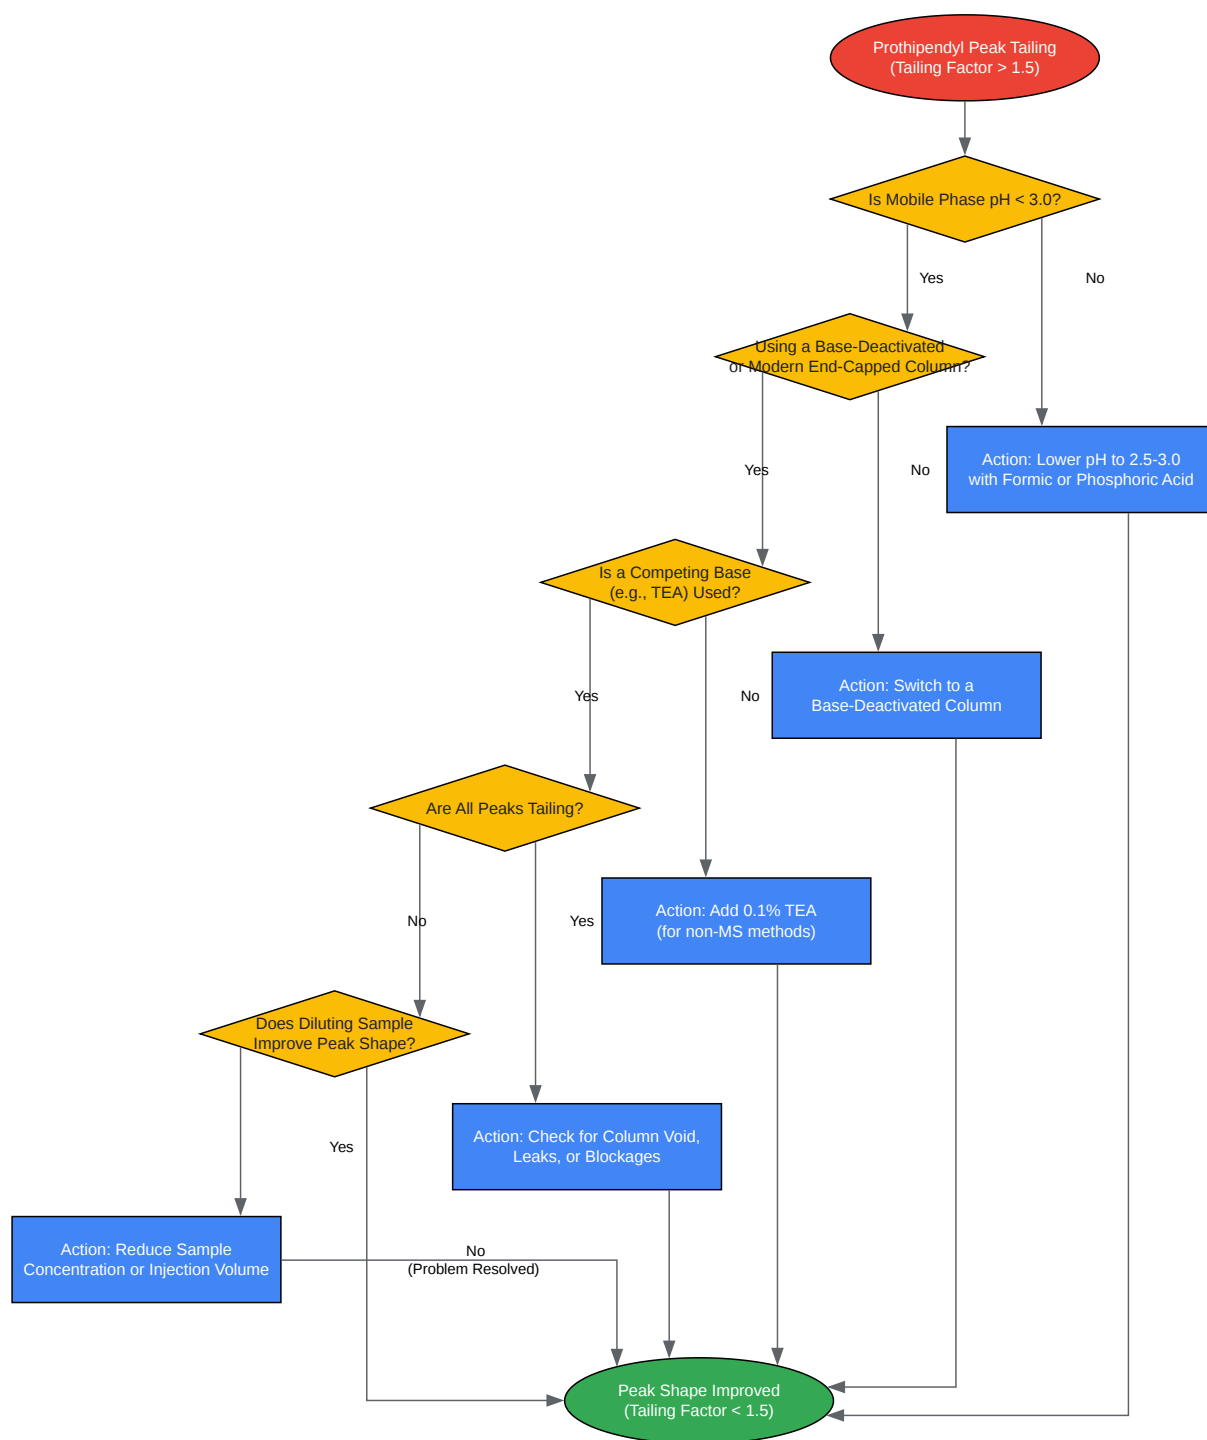 Prothipendyl Peak Tailing
(Tailing Factor > 1.5)
Is Mobile Phase pH < 3.0?
Yes
No
Using a Base-Deactivated
or Modern End-Capped Column?
Yes
No
Action: Lower pH to 2.5-3.0
with Formic or Phosphoric Acid
Is a Competing Base
(e.g., TEA) Used?
Yes
No
Action: Switch to a
Base-Deactivated Column
Are All Peaks Tailing?
No
Yes
Action: Add 0.1% TEA
(for non-MS methods)
Does Diluting Sample
Improve Peak Shape?
Yes
Action: Check for Column Void,
Leaks, or Blockages
Action: Reduce Sample
Concentration or Injection Volume
No
(Problem Resolved)
Peak Shape Improved
(Tailing Factor < 1.5)